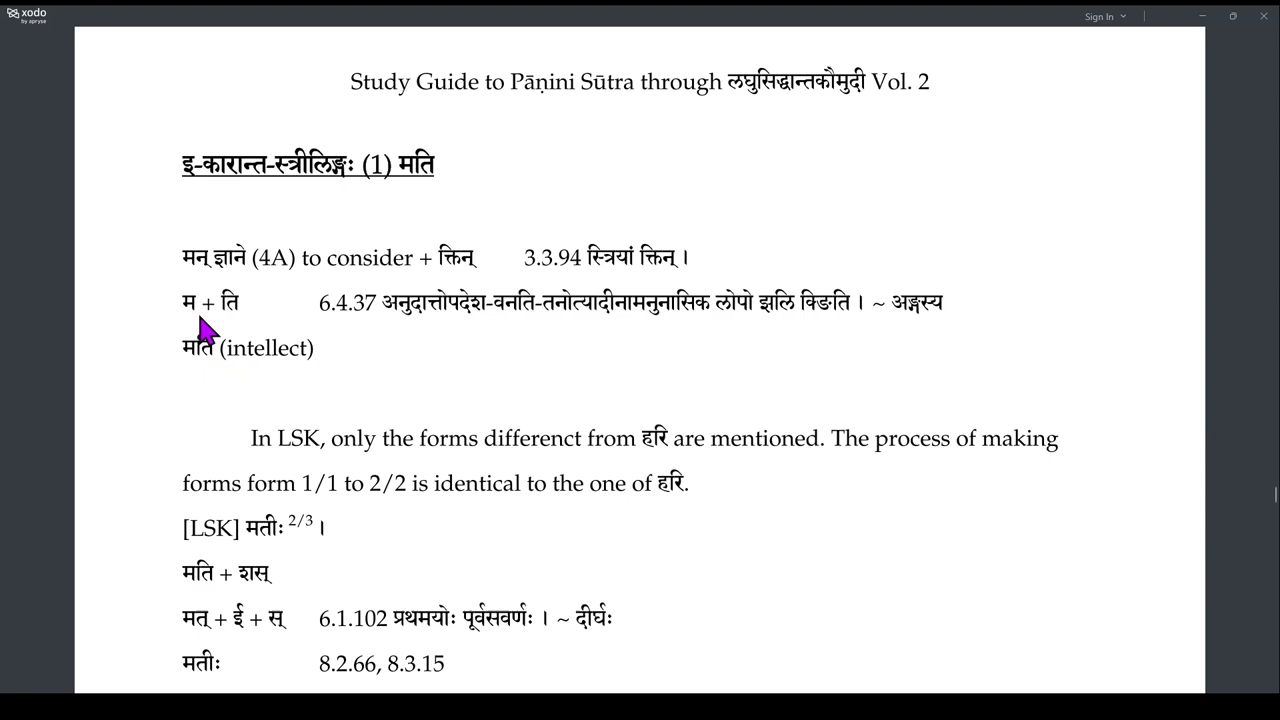 xodo
by apryse
Sign In
Study Guide to Pāṇini Sūtra through लघुसिद्धान्तकौमुदी Vol. 2
इ-कारान्त-स्त्रीलिङ्गः (1) मति
मन् ज्ञाने (4A) to consider + क्तिन् 3.3.94 स्त्रियां क्तिन् ।
म + ति 6.4.37 अनुदात्तोपदेश-वनति-तनोत्यादीनामनुनासिक लोपो झलि क्ङिति । ~ अङ्गस्य
मति (intellect)
In LSK, only the forms differenct from हरि are mentioned. The process of making
forms form 1/1 to 2/2 is identical to the one of हरि.
[LSK] मतीः 2/3 ।
मति + शस्
मत् + ई + स् 6.1.102 प्रथमयोः पूर्वसवर्णः । ~ दीर्घः
मतीः 8.2.66, 8.3.15